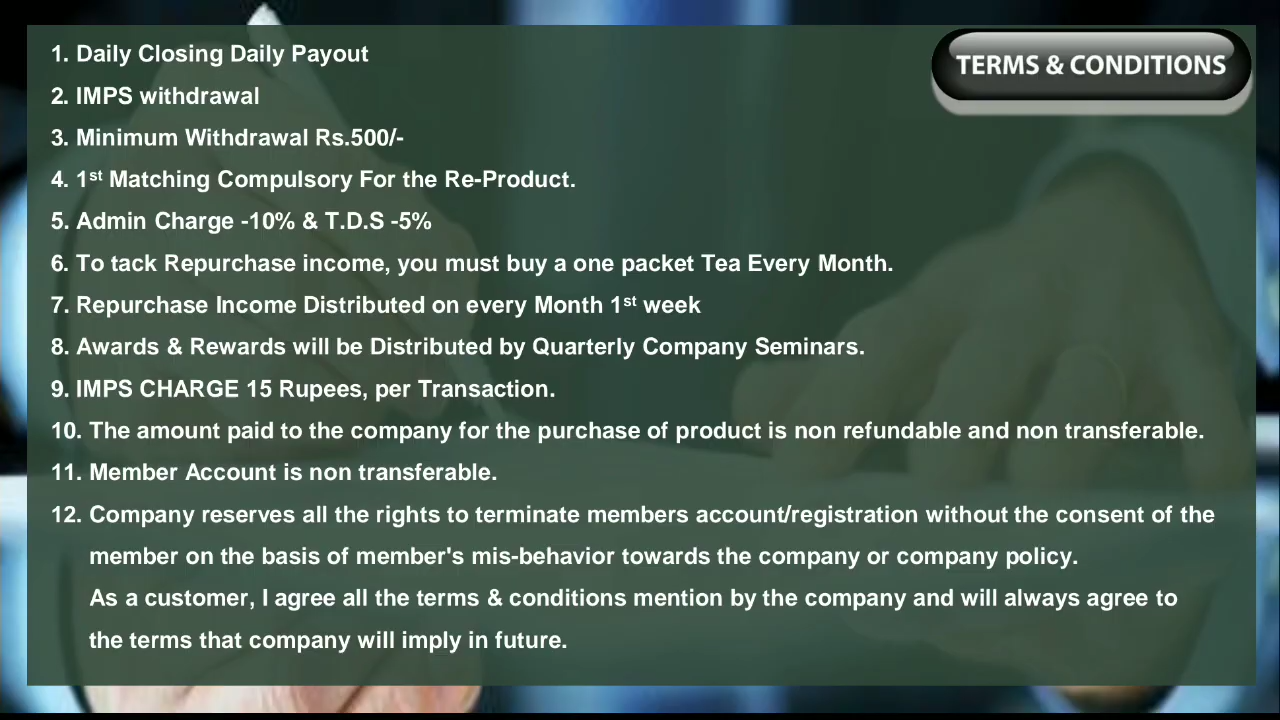 TERMS & CONDITIONS
1. Daily Closing Daily Payout
2. IMPS withdrawal
3. Minimum Withdrawal Rs.500/-
4. 1st Matching Compulsory For the Re-Product.
5. Admin Charge -10% & T.D.S -5%
6. To tack Repurchase income, you must buy a one packet Tea Every Month.
7. Repurchase Income Distributed on every Month 1st week
8. Awards & Rewards will be Distributed by Quarterly Company Seminars.
9. IMPS CHARGE 15 Rupees, per Transaction.
10. The amount paid to the company for the purchase of product is non refundable and non transferable.
11. Member Account is non transferable.
12. Company reserves all the rights to terminate members account/registration without the consent of the
member on the basis of member's mis-behavior towards the company or company policy.
As a customer, I agree all the terms & conditions mention by the company and will always agree to
the terms that company will imply in future.